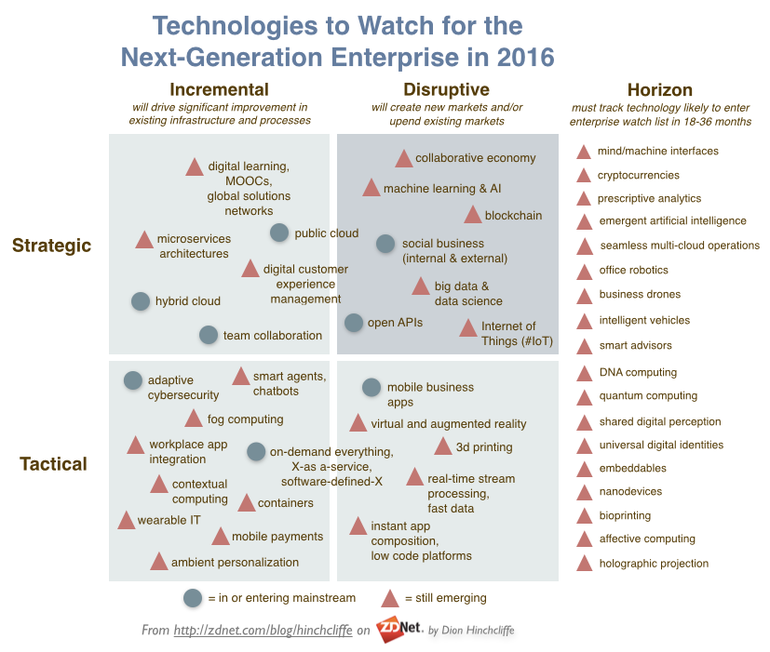 Technologies to Watch for the
Next-Generation Enterprise in 2016
Incremental
will drive significant improvement in
existing infrastructure and processes
Disruptive
will create new markets and/or
upend existing markets
Horizon
must track technology likely to enter
enterprise watch list in 18-36 months
Strategic
digital learning,
MOOCs,
global solutions
networks
public cloud
microservices
architectures
digital customer
experience
management
hybrid cloud
team collaboration
collaborative economy
machine learning & AI
blockchain
social business
(internal & external)
big data &
data science
open APIs
Internet of
Things (#IoT)
Tactical
adaptive
cybersecurity
smart agents,
chatbots
fog computing
workplace app
integration
on-demand everything,
X-as a-service,
software-defined-X
contextual
computing
containers
wearable IT
mobile payments
ambient personalization
mobile business
apps
virtual and augmented reality
3d printing
real-time stream
processing,
fast data
instant app
composition,
low code platforms
mind/machine interfaces
cryptocurrencies
prescriptive analytics
emergent artificial intelligence
seamless multi-cloud operations
office robotics
business drones
intelligent vehicles
smart advisors
DNA computing
quantum computing
shared digital perception
universal digital identities
embeddables
nanodevices
bioprinting
affective computing
holographic projection
= in or entering mainstream
= still emerging
From http://zdnet.com/blog/hinchcliffe on ZDNet. by Dion Hinchcliffe